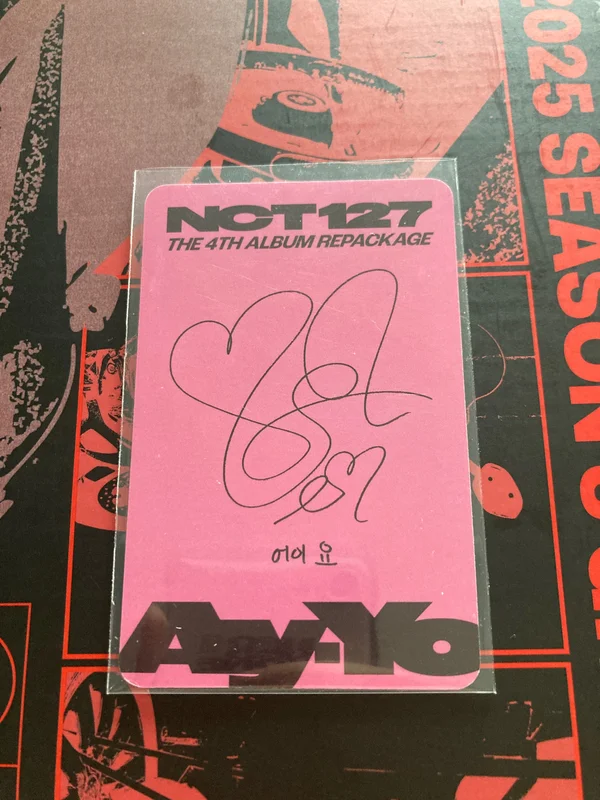 NCT 127
THE 4TH ALBUM REPACKAGE
어이 요
Ay-Yo
2025 SEASON